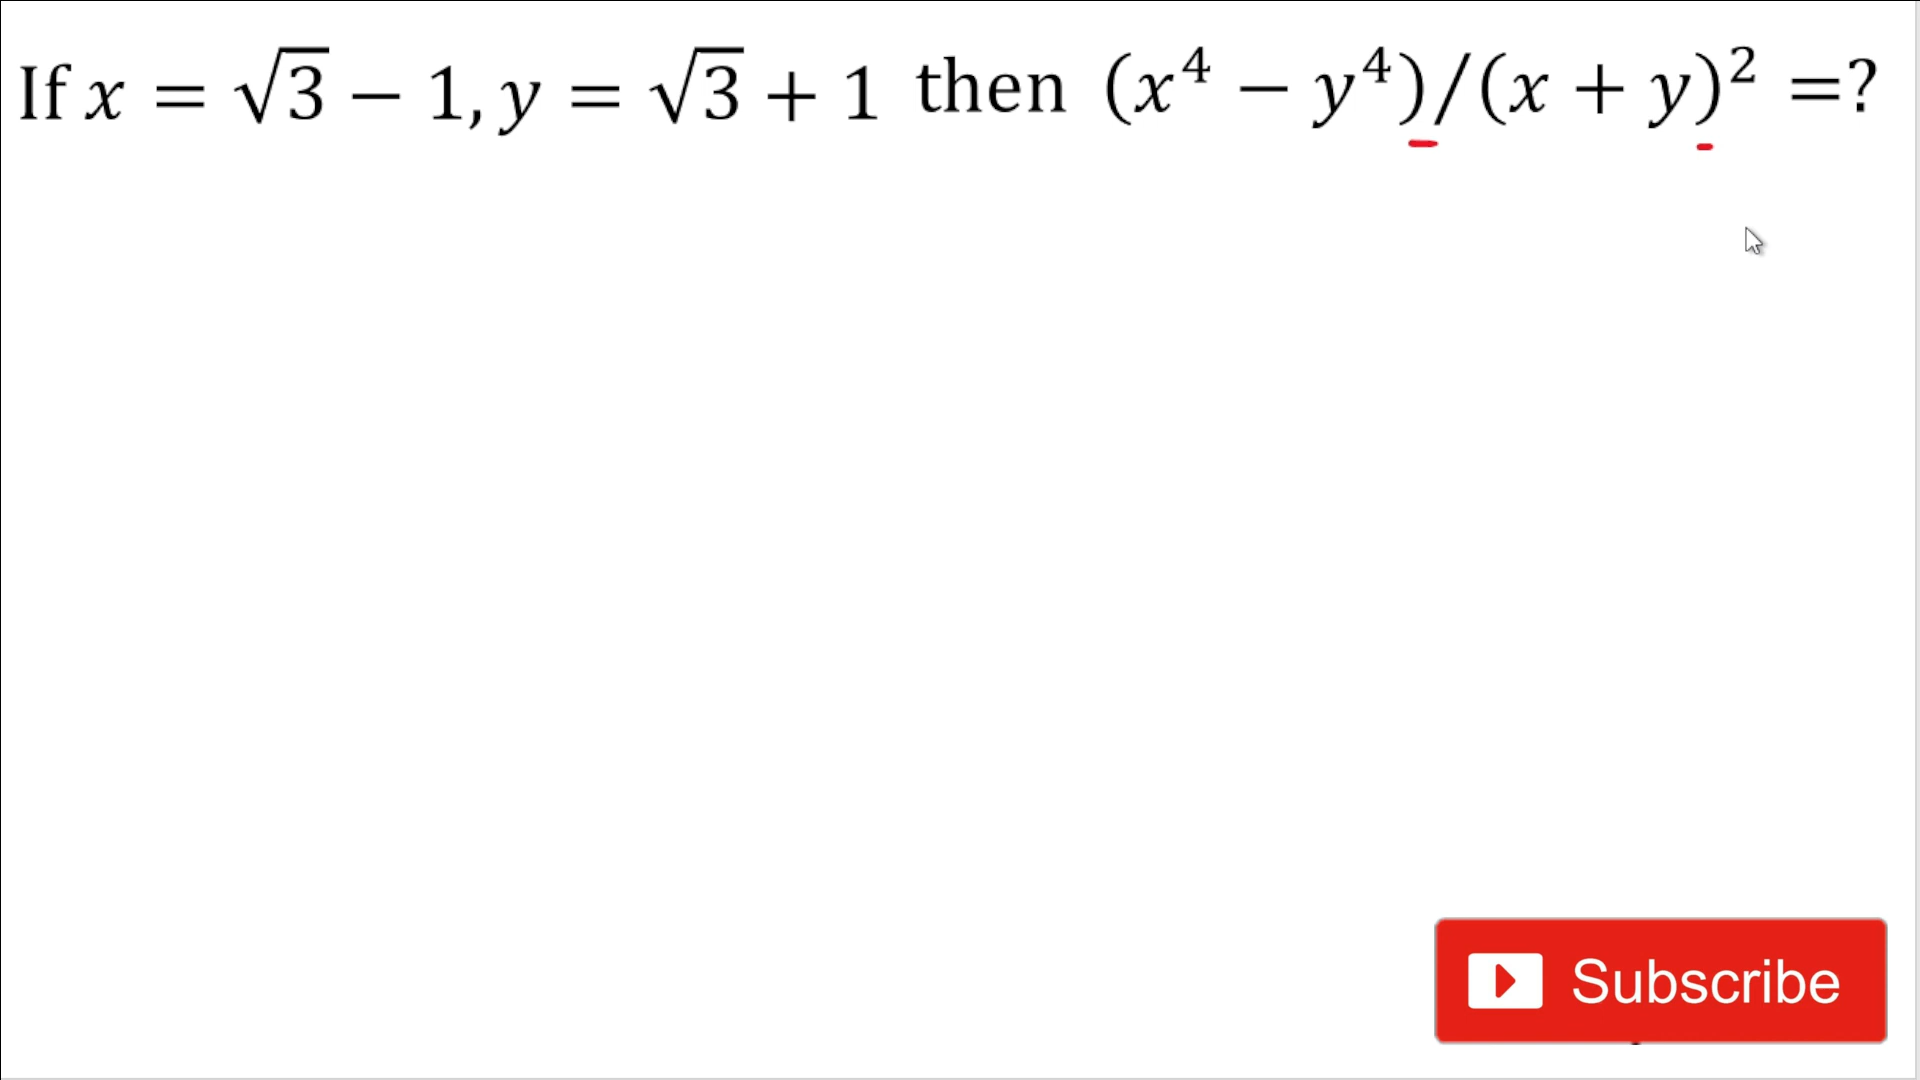 If x = √3 − 1, y = √3 + 1 then (x⁴ − y⁴)/(x + y)² =?
Subscribe